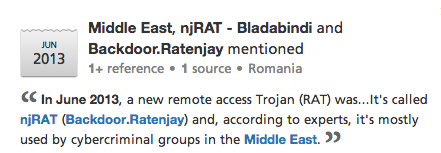 JUN
2013
Middle East, njRAT - Bladabindi and
Backdoor.Ratenjay mentioned
1+ reference • 1 source • Romania
“ In June 2013, a new remote access Trojan (RAT) was...It's called
njRAT (Backdoor.Ratenjay) and, according to experts, it's mostly
used by cybercriminal groups in the Middle East. ”